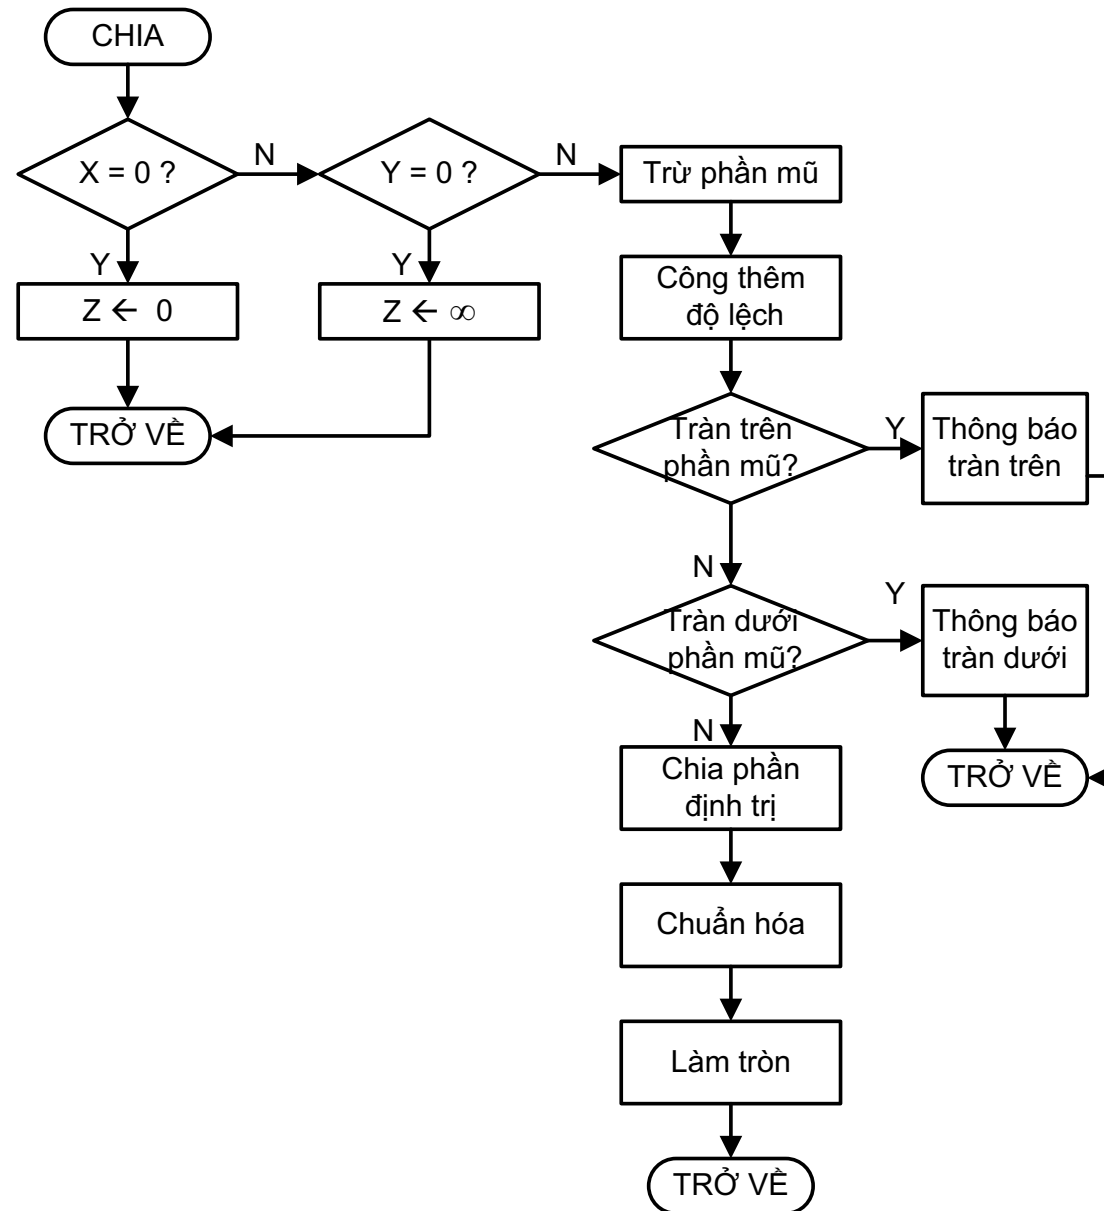 CHIA
X = 0 ?
N
Y = 0 ?
N
Trừ phần mũ
Y
Y
Z ← 0
Z ← ∞
Công thêm
độ lệch
TRỞ VỀ
Tràn trên
phần mũ?
Y
Thông báo
tràn trên
N
Tràn dưới
phần mũ?
Y
Thông báo
tràn dưới
N
Chia phần
định trị
TRỞ VỀ
Chuẩn hóa
Làm tròn
TRỞ VỀ